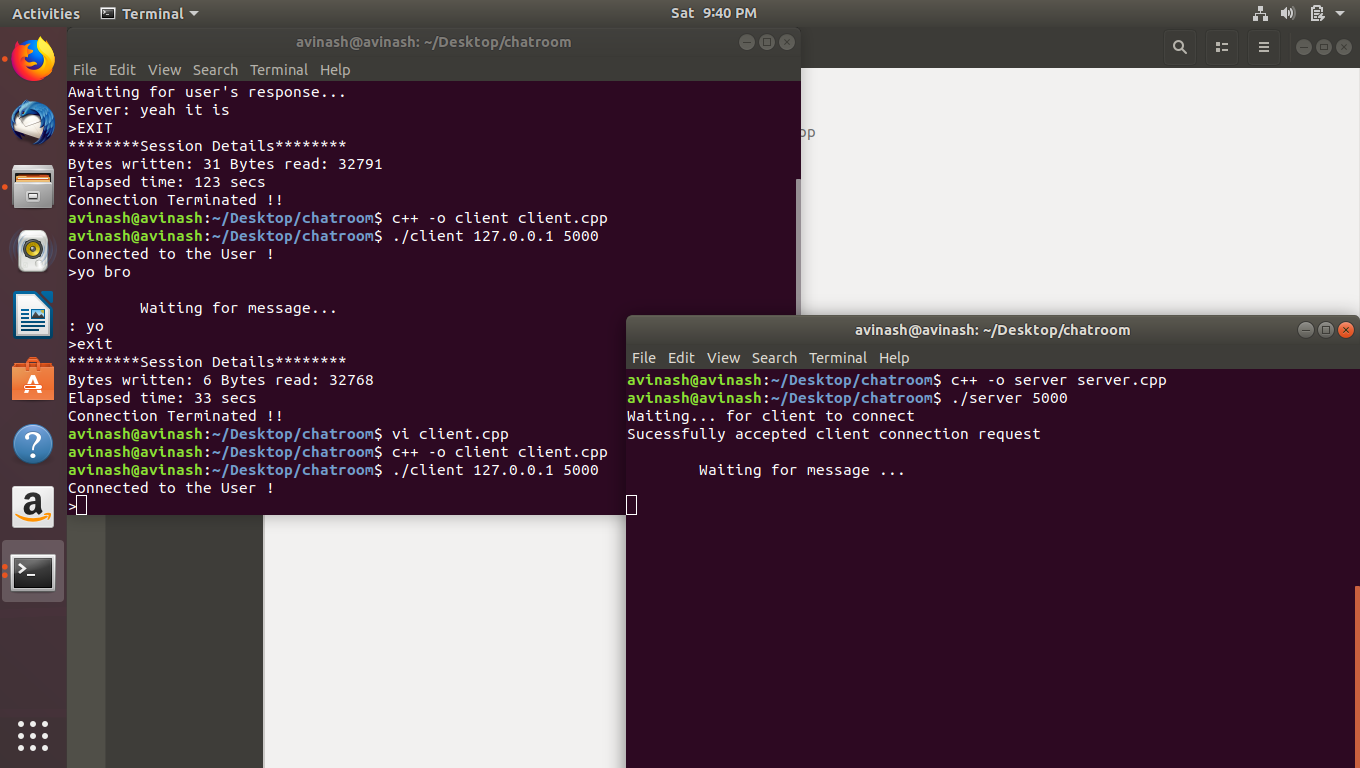 Activities Terminal Sat 9:40 PM
avinash@avinash: ~/Desktop/chatroom
File Edit View Search Terminal Help
Awaiting for user's response...
Server: yeah it is
>EXIT
********Session Details********
Bytes written: 31 Bytes read: 32791
Elapsed time: 123 secs
Connection Terminated !!
avinash@avinash:~/Desktop/chatroom$ c++ -o client client.cpp
avinash@avinash:~/Desktop/chatroom$ ./client 127.0.0.1 5000
Connected to the User !
>yo bro
Waiting for message...
: yo
>exit
********Session Details********
Bytes written: 6 Bytes read: 32768
Elapsed time: 33 secs
Connection Terminated !!
avinash@avinash:~/Desktop/chatroom$ vi client.cpp
avinash@avinash:~/Desktop/chatroom$ c++ -o client client.cpp
avinash@avinash:~/Desktop/chatroom$ ./client 127.0.0.1 5000
Connected to the User !
>
pp
avinash@avinash: ~/Desktop/chatroom
File Edit View Search Terminal Help
avinash@avinash:~/Desktop/chatroom$ c++ -o server server.cpp
avinash@avinash:~/Desktop/chatroom$ ./server 5000
Waiting... for client to connect
Sucessfully accepted client connection request
Waiting for message ...